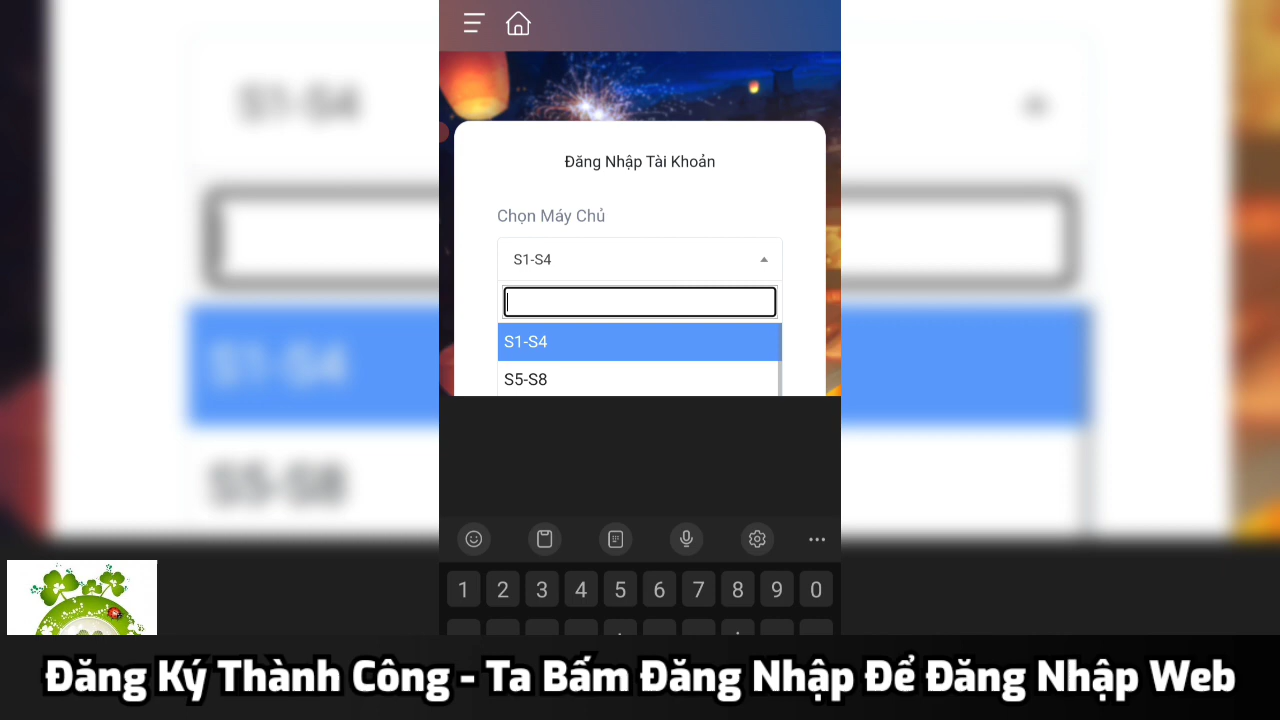 Đăng Nhập Tài Khoản
Chọn Máy Chủ
S1-S4
S1-S4
S5-S8
1 2 3 4 5 6 7 8 9 0
Đăng Ký Thành Công - Ta Bấm Đăng Nhập Để Đăng Nhập Web